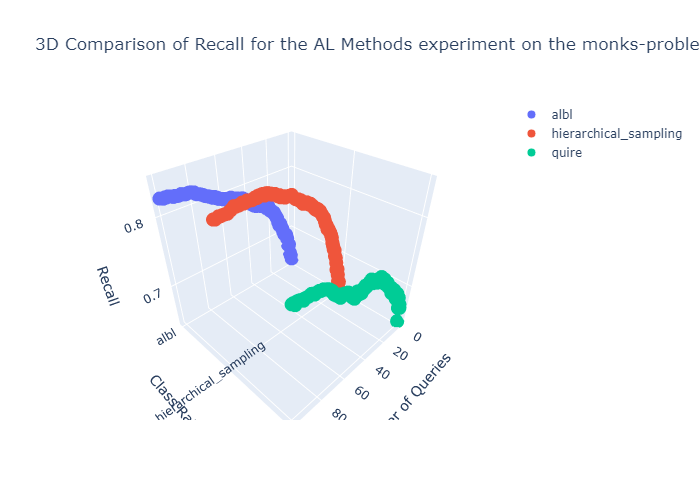 3D Comparison of Recall for the AL Methods experiment on the monks-proble
albl
hierarchical_sampling
quire
0.8
0.7
Recall
albl
hierarchical_sampling
0
20
40
60
80
of Queries